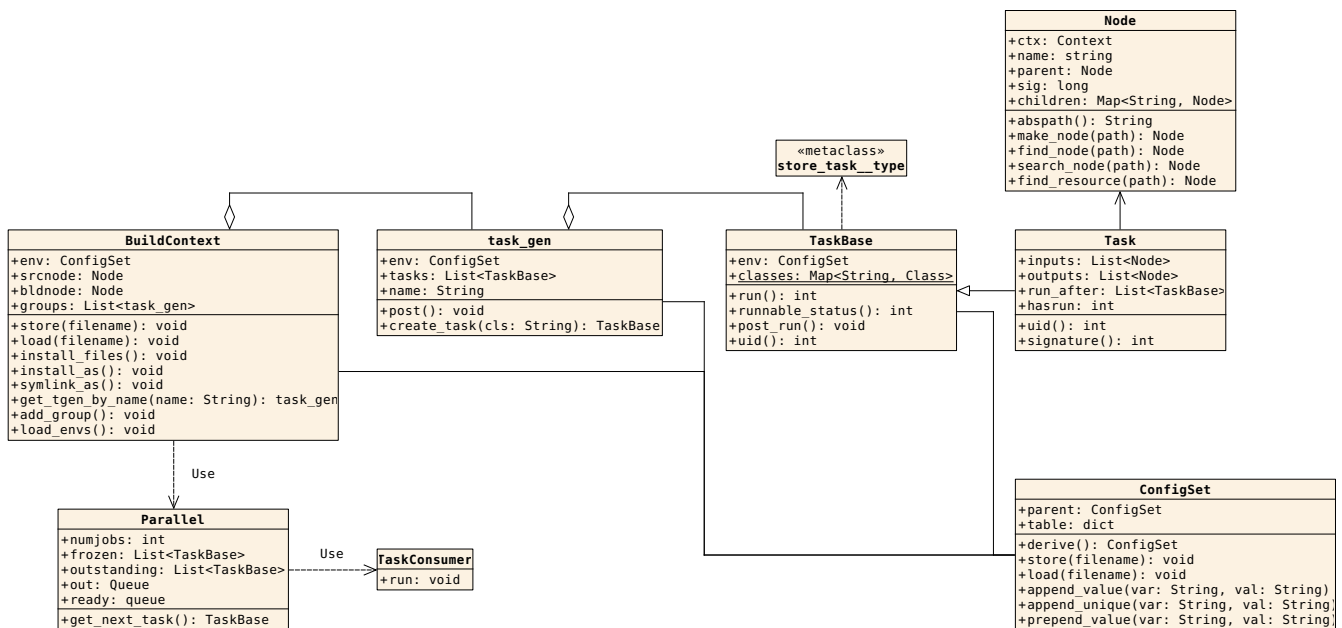 Node
+ctx: Context
+name: string
+parent: Node
+sig: long
+children: Map<String, Node>
+abspath(): String
+make_node(path): Node
+find_node(path): Node
+search_node(path): Node
+find_resource(path): Node
«metaclass»
store_task__type
BuildContext
+env: ConfigSet
+srcnode: Node
+bldnode: Node
+groups: List<task_gen>
+store(filename): void
+load(filename): void
+install_files(): void
+install_as(): void
+symlink_as(): void
+get_tgen_by_name(name: String): task_gen
+add_group(): void
+load_envs(): void
task_gen
+env: ConfigSet
+tasks: List<TaskBase>
+name: String
+post(): void
+create_task(cls: String): TaskBase
TaskBase
+env: ConfigSet
+classes: Map<String, Class>
+run(): int
+runnable_status(): int
+post_run(): void
+uid(): int
Task
+inputs: List<Node>
+outputs: List<Node>
+run_after: List<TaskBase>
+hasrun: int
+uid(): int
+signature(): int
Use
Parallel
+numjobs: int
+frozen: List<TaskBase>
+outstanding: List<TaskBase>
+out: Queue
+ready: queue
+get_next_task(): TaskBase
Use
TaskConsumer
+run: void
ConfigSet
+parent: ConfigSet
+table: dict
+derive(): ConfigSet
+store(filename): void
+load(filename): void
+append_value(var: String, val: String)
+append_unique(var: String, val: String)
+prepend_value(var: String, val: String)